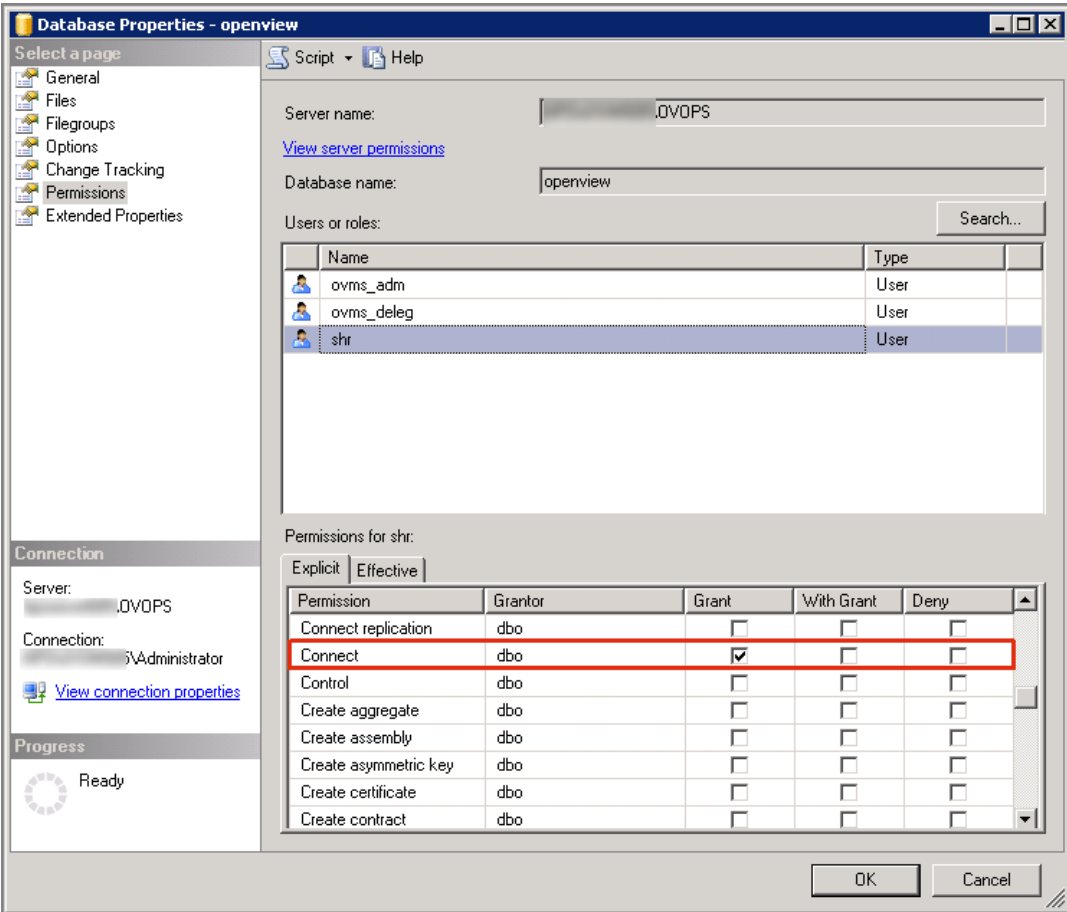 Database Properties - openview
Select a page
General
Files
Filegroups
Options
Change Tracking
Permissions
Extended Properties
Script Help
Server name: .OVOPS
View server permissions
Database name: openview
Users or roles: Search...
Name Type
ovms_adm User
ovms_deleg User
shr User
Permissions for shr:
Explicit Effective
Permission Grantor Grant With Grant Deny
Connect replication dbo
Connect dbo
Control dbo
Create aggregate dbo
Create assembly dbo
Create asymmetric key dbo
Create certificate dbo
Create contract dbo
Connection
Server:
.OVOPS
Connection:
5\Administrator
View connection properties
Progress
Ready
OK Cancel